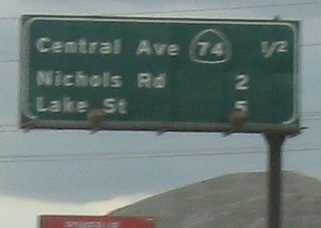 Central Ave 74 1/2
Nichols Rd 2
Lake St 5